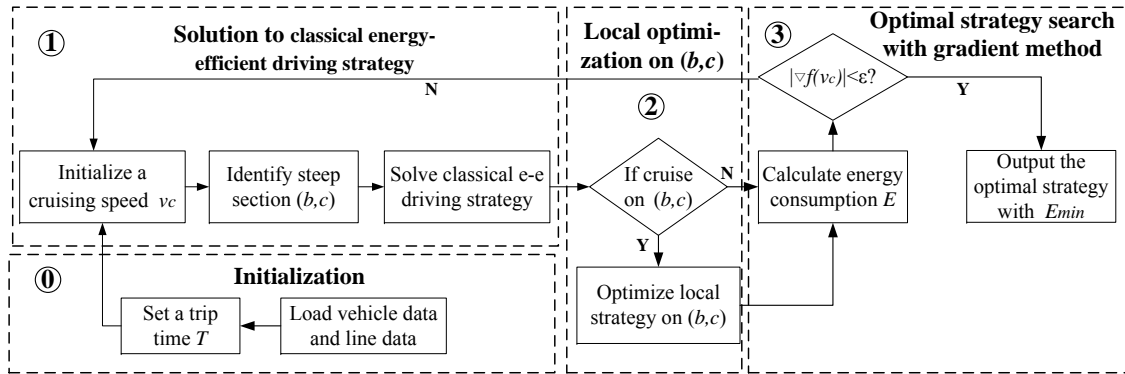 ①
Solution to classical energy-
efficient driving strategy
Local optimi-
zation on (b,c)
③
Optimal strategy search
with gradient method
|▽f(vc)|<ε?
N
Y
②
Initialize a
cruising speed vc
Identify steep
section (b,c)
Solve classical e-e
driving strategy
If cruise
on (b,c)
N
Y
Calculate energy
consumption E
Output the
optimal strategy
with Emin
⓪
Initialization
Set a trip
time T
Load vehicle data
and line data
Optimize local
strategy on (b,c)